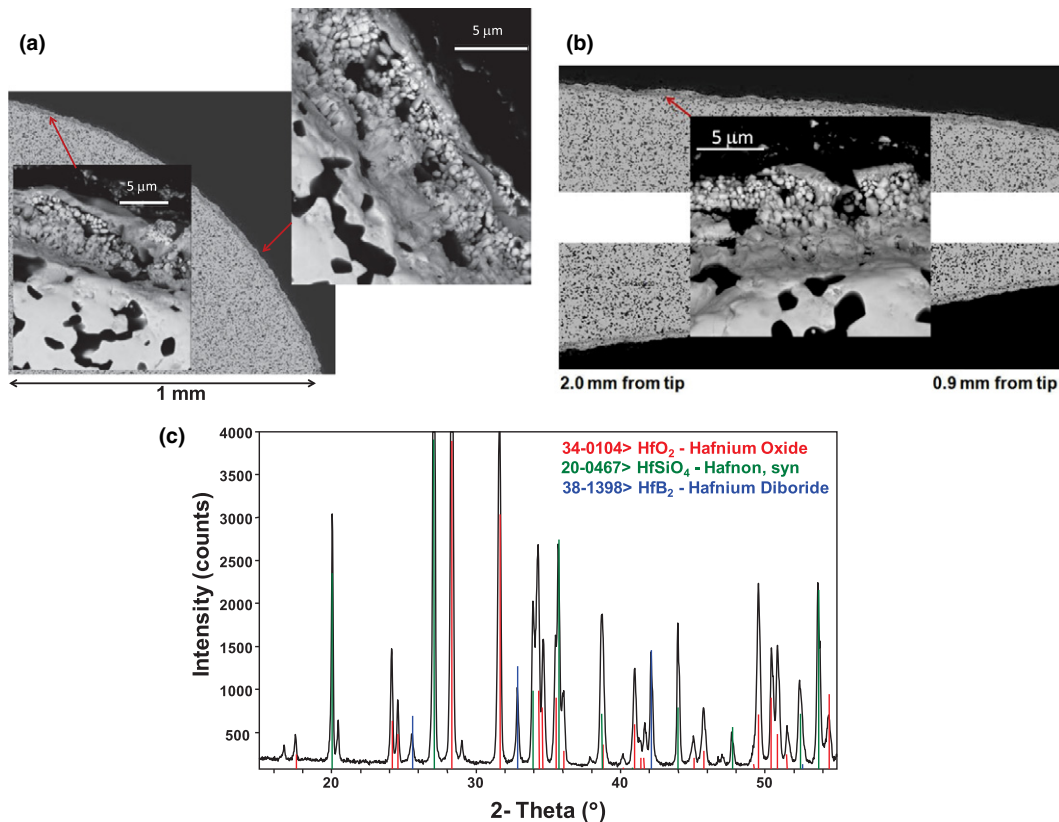 (a)
5 μm
5 μm
1 mm
(b)
5 μm
2.0 mm from tip
0.9 mm from tip
(c)
34-0104> HfO₂ - Hafnium Oxide
20-0467> HfSiO₄ - Hafnon, syn
38-1398> HfB₂ - Hafnium Diboride
Intensity (counts)
4000
3500
3000
2500
2000
1500
1000
500
20
30
40
50
2- Theta (°)